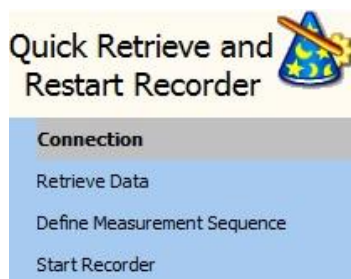 Quick Retrieve and
Restart Recorder
Connection
Retrieve Data
Define Measurement Sequence
Start Recorder